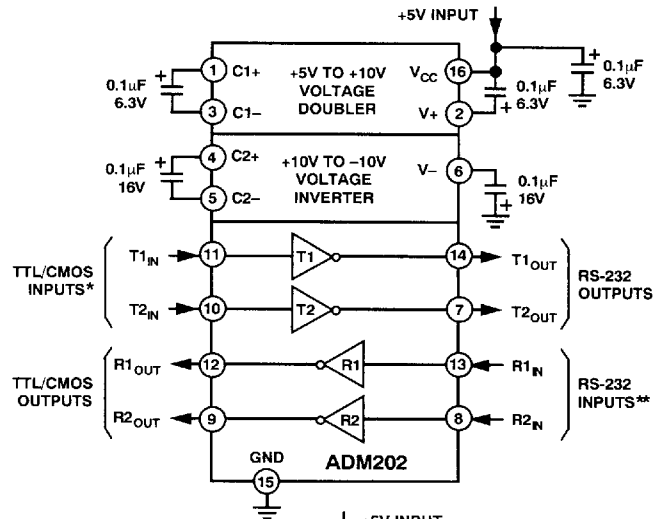 +5V INPUT
1 C1+ +5V TO +10V VCC 16
0.1µF 6.3V
VOLTAGE
DOUBLER
3 C1– V+ 2
+ 0.1µF 6.3V
+ 0.1µF 6.3V
+
4 C2+ +10V TO –10V
0.1µF 16V
VOLTAGE
INVERTER
5 C2–
V– 6
0.1µF
+ 16V
+
TTL/CMOS
INPUTS*
T1IN 11 T1 14 T1OUT
T2IN 10 T2 7 T2OUT
RS-232
OUTPUTS
TTL/CMOS
OUTPUTS
R1OUT 12 R1 13 R1IN
R2OUT 9 R2 8 R2IN
RS-232
INPUTS**
GND
15
ADM202
+5V INPUT